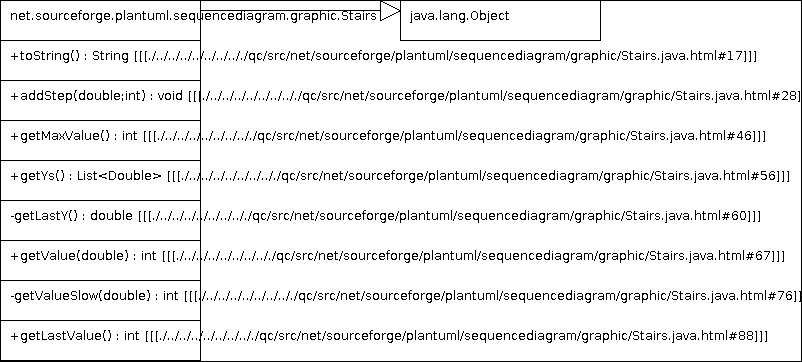 net.sourceforge.plantuml.sequencediagram.graphic.Stairs
java.lang.Object
+toString() : String [[[./../../../../../../../qc/src/net/sourceforge/plantuml/sequencediagram/graphic/Stairs.java.html#17]]]
+addStep(double;int) : void [[[./../../../../../../../qc/src/net/sourceforge/plantuml/sequencediagram/graphic/Stairs.java.html#28]
+getMaxValue() : int [[[./../../../../../../../qc/src/net/sourceforge/plantuml/sequencediagram/graphic/Stairs.java.html#46]]]
+getYs() : List<Double> [[[./../../../../../../../qc/src/net/sourceforge/plantuml/sequencediagram/graphic/Stairs.java.html#56]]]
-getLastY() : double [[[./../../../../../../../qc/src/net/sourceforge/plantuml/sequencediagram/graphic/Stairs.java.html#60]]]
+getValue(double) : int [[[./../../../../../../../qc/src/net/sourceforge/plantuml/sequencediagram/graphic/Stairs.java.html#67]]]
-getValueSlow(double) : int [[[./../../../../../../../qc/src/net/sourceforge/plantuml/sequencediagram/graphic/Stairs.java.html#76]]
+getLastValue() : int [[[./../../../../../../../qc/src/net/sourceforge/plantuml/sequencediagram/graphic/Stairs.java.html#88]]]